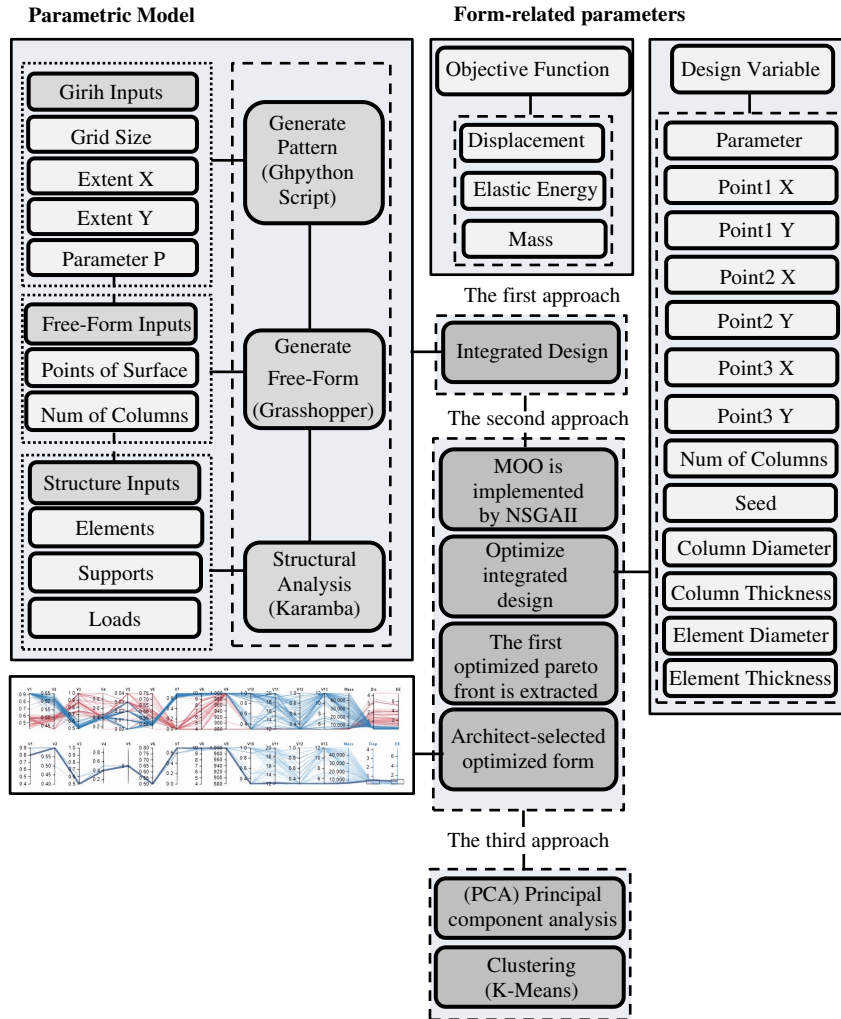 Parametric Model
Form-related parameters
Girih Inputs
Grid Size
Extent X
Extent Y
Parameter P
Free-Form Inputs
Points of Surface
Num of Columns
Structure Inputs
Elements
Supports
Loads
Generate
Pattern
(Ghpython
Script)
Generate
Free-Form
(Grasshopper)
Structural
Analysis
(Karamba)
Objective Function
Displacement
Elastic Energy
Mass
Design Variable
Parameter
Point1 X
Point1 Y
Point2 X
Point2 Y
Point3 X
Point3 Y
Num of Columns
Seed
Column Diameter
Column Thickness
Element Diameter
Element Thickness
The first approach
Integrated Design
The second approach
MOO is
implemented
by NSGAII
Optimize
integrated
design
The first
optimized pareto
front is extracted
Architect-selected
optimized form
The third approach
(PCA) Principal
component analysis
Clustering
(K-Means)